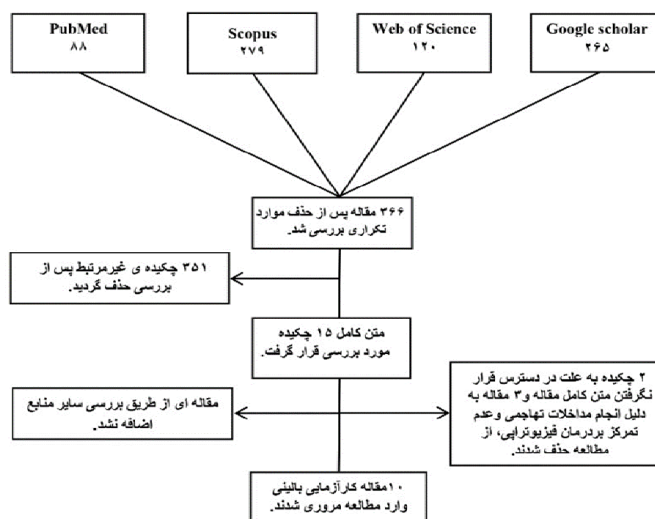 PubMed
۸۸
Scopus
۲۷۹
Web of Science
۱۲۰
Google scholar
۲۶۵
۳۶۶ مقاله پس از حذف موارد
تکراری بررسی شد.
۳۵۱ چکیده ی غیرمرتبط پس از
بررسی حذف گردید.
متن کامل ۱۵ چکیده
مورد بررسی قرار گرفت.
۲ چکیده به علت در دسترس قرار
نگرفتن متن کامل مقاله و۳ مقاله به
دلیل انجام مداخلات تهاجمی وعدم
تمرکز بردرمان فیزیوتراپی، از
مطالعه حذف شدند.
مقاله ای از طریق بررسی سایر منابع
اضافه نشد.
۱۰مقاله کارآزمایی بالینی
وارد مطالعه مروری شدند.